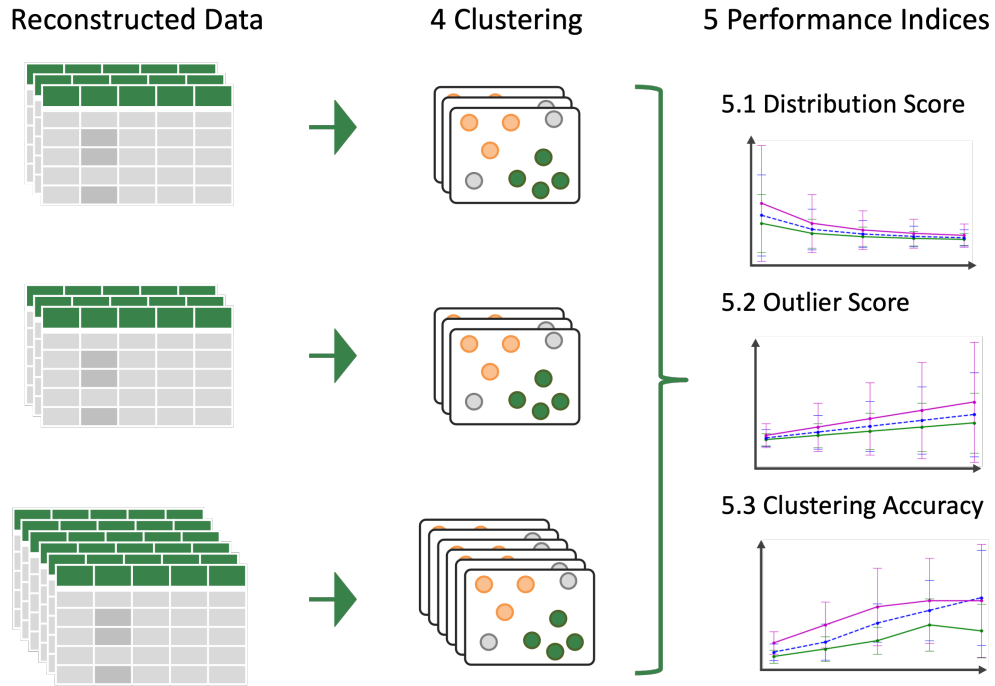 Reconstructed Data
4 Clustering
5 Performance Indices
5.1 Distribution Score
5.2 Outlier Score
5.3 Clustering Accuracy